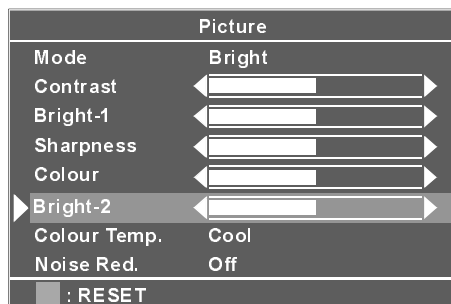 Picture
Mode Bright
Contrast
Bright-1
Sharpness
Colour
Bright-2
Colour Temp. Cool
Noise Red. Off
: RESET